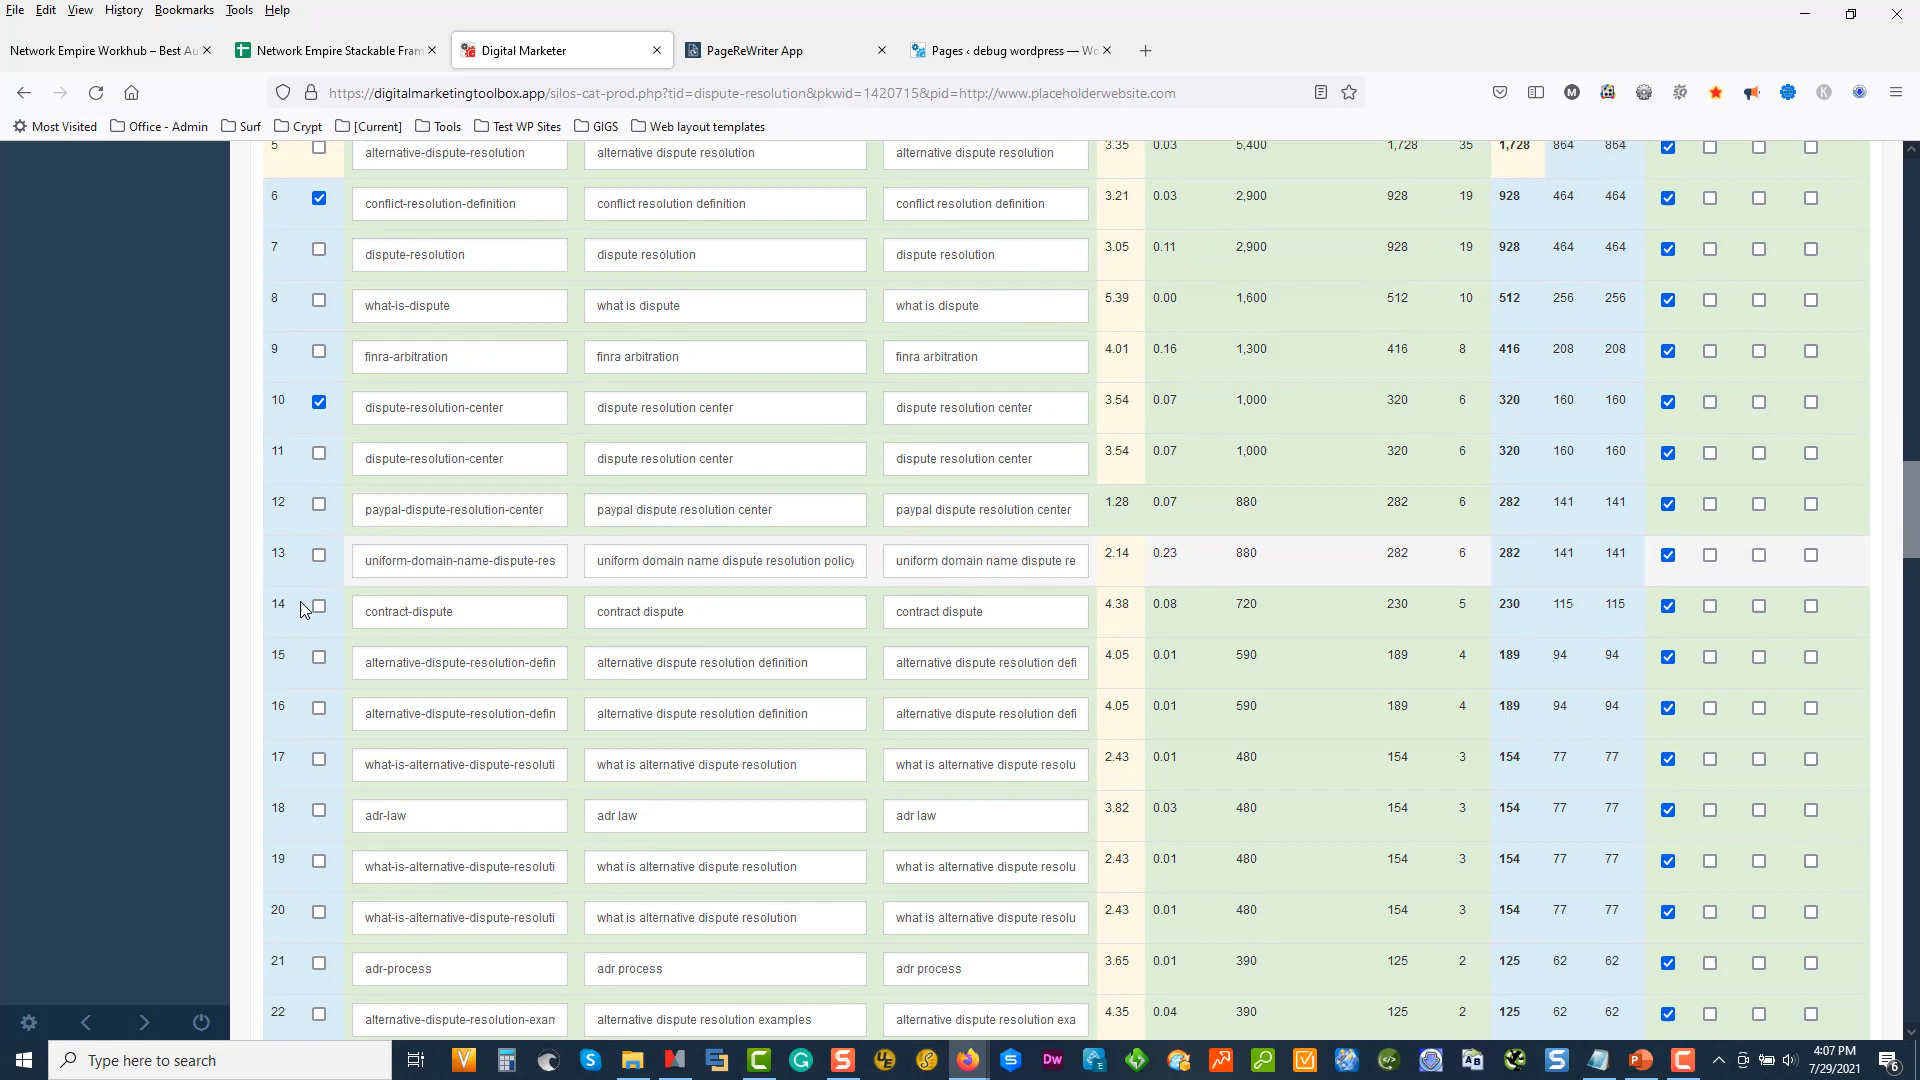 File Edit View History Bookmarks Tools Help
Network Empire Workhub – Best Au
Network Empire Stackable Fram
Digital Marketer
PageReWriter App
Pages ‹ debug wordpress — Wo
https://digitalmarketingtoolbox.app/silos-cat-prod.php?tid=dispute-resolution&pkwid=1420715&pid=http://www.placeholderwebsite.com
Most Visited Office - Admin Surf Crypt [Current] Tools Test WP Sites GIGS Web layout templates
5 alternative-dispute-resolution alternative dispute resolution alternative dispute resolution 3.35 0.03 5,400 1,728 35 1,728 864 864
6 conflict-resolution-definition conflict resolution definition conflict resolution definition 3.21 0.03 2,900 928 19 928 464 464
7 dispute-resolution dispute resolution dispute resolution 3.05 0.11 2,900 928 19 928 464 464
8 what-is-dispute what is dispute what is dispute 5.39 0.00 1,600 512 10 512 256 256
9 finra-arbitration finra arbitration finra arbitration 4.01 0.16 1,300 416 8 416 208 208
10 dispute-resolution-center dispute resolution center dispute resolution center 3.54 0.07 1,000 320 6 320 160 160
11 dispute-resolution-center dispute resolution center dispute resolution center 3.54 0.07 1,000 320 6 320 160 160
12 paypal-dispute-resolution-center paypal dispute resolution center paypal dispute resolution center 1.28 0.07 880 282 6 282 141 141
13 uniform-domain-name-dispute-res uniform domain name dispute resolution policy uniform domain name dispute re 2.14 0.23 880 282 6 282 141 141
14 contract-dispute contract dispute contract dispute 4.38 0.08 720 230 5 230 115 115
15 alternative-dispute-resolution-defin alternative dispute resolution definition alternative dispute resolution defi 4.05 0.01 590 189 4 189 94 94
16 alternative-dispute-resolution-defin alternative dispute resolution definition alternative dispute resolution defi 4.05 0.01 590 189 4 189 94 94
17 what-is-alternative-dispute-resoluti what is alternative dispute resolution what is alternative dispute resolu 2.43 0.01 480 154 3 154 77 77
18 adr-law adr law adr law 3.82 0.03 480 154 3 154 77 77
19 what-is-alternative-dispute-resoluti what is alternative dispute resolution what is alternative dispute resolu 2.43 0.01 480 154 3 154 77 77
20 what-is-alternative-dispute-resoluti what is alternative dispute resolution what is alternative dispute resolu 2.43 0.01 480 154 3 154 77 77
21 adr-process adr process adr process 3.65 0.01 390 125 2 125 62 62
22 alternative-dispute-resolution-exam alternative dispute resolution examples alternative dispute resolution exa 4.35 0.04 390 125 2 125 62 62
Type here to search
4:07 PM
7/29/2021
6